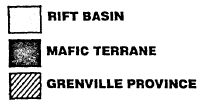 RIFT BASIN
MAFIC TERRANE
GRENVILLE PROVINCE